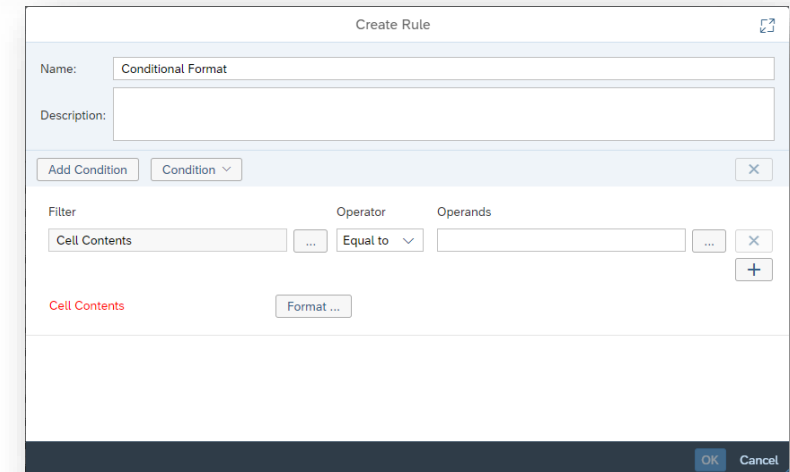 Create Rule
Name: Conditional Format
Description:
Add Condition Condition
Filter Operator Operands
Cell Contents ... Equal to ...
Cell Contents Format ...
OK Cancel